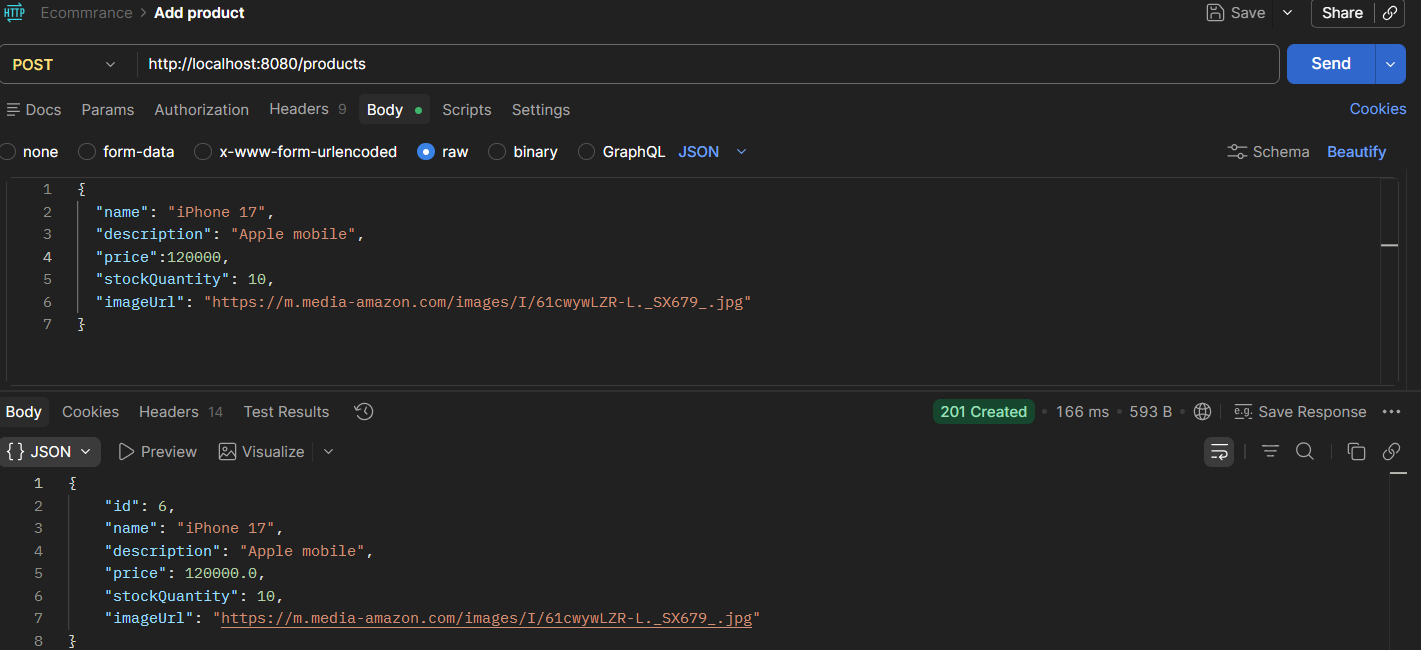 HTTP Ecommrance > Add product Save Share
POST http://localhost:8080/products Send
Docs Params Authorization Headers 9 Body Scripts Settings Cookies
none form-data x-www-form-urlencoded raw binary GraphQL JSON Schema Beautify
1 {
2 "name": "iPhone 17",
3 "description": "Apple mobile",
4 "price":120000,
5 "stockQuantity": 10,
6 "imageUrl": "https://m.media-amazon.com/images/I/61cwywLZR-L._SX679_.jpg"
7 }
Body Cookies Headers 14 Test Results 201 Created • 166 ms • 593 B • e.g. Save Response •••
{} JSON Preview Visualize
1 {
2 "id": 6,
3 "name": "iPhone 17",
4 "description": "Apple mobile",
5 "price": 120000.0,
6 "stockQuantity": 10,
7 "imageUrl": "https://m.media-amazon.com/images/I/61cwywLZR-L._SX679_.jpg"
8 }